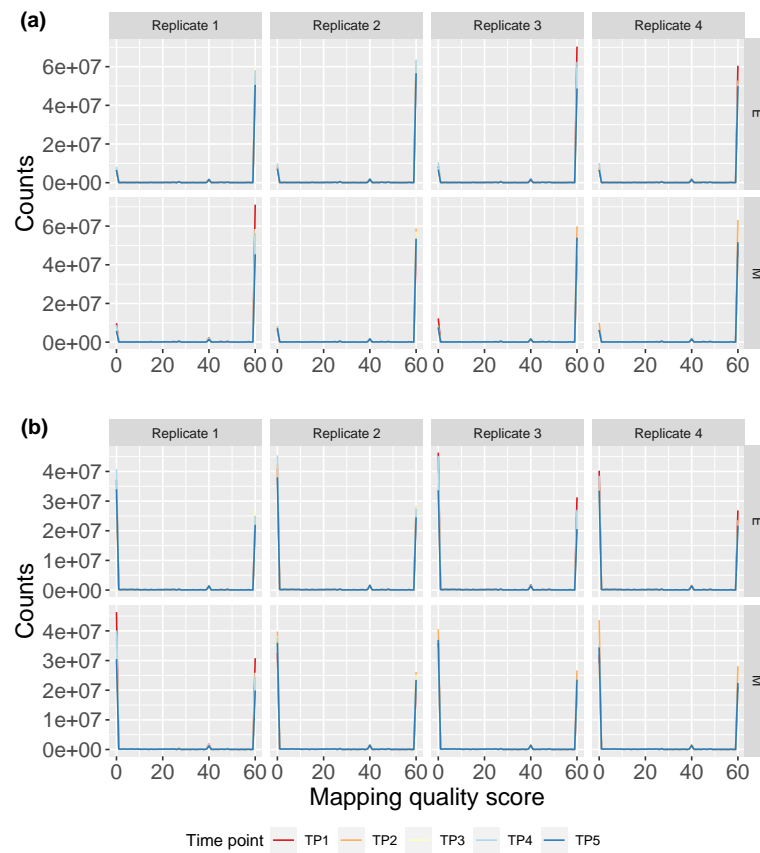 (a)
Replicate 1 Replicate 2 Replicate 3 Replicate 4
6e+07
4e+07
2e+07
0e+00
E
6e+07
4e+07
2e+07
0e+00
M
Counts
0 20 40 60 0 20 40 60 0 20 40 60 0 20 40 60
(b)
Replicate 1 Replicate 2 Replicate 3 Replicate 4
4e+07
3e+07
2e+07
1e+07
0e+00
E
4e+07
3e+07
2e+07
1e+07
0e+00
M
Counts
0 20 40 60 0 20 40 60 0 20 40 60 0 20 40 60
Mapping quality score
Time point TP1 TP2 TP3 TP4 TP5